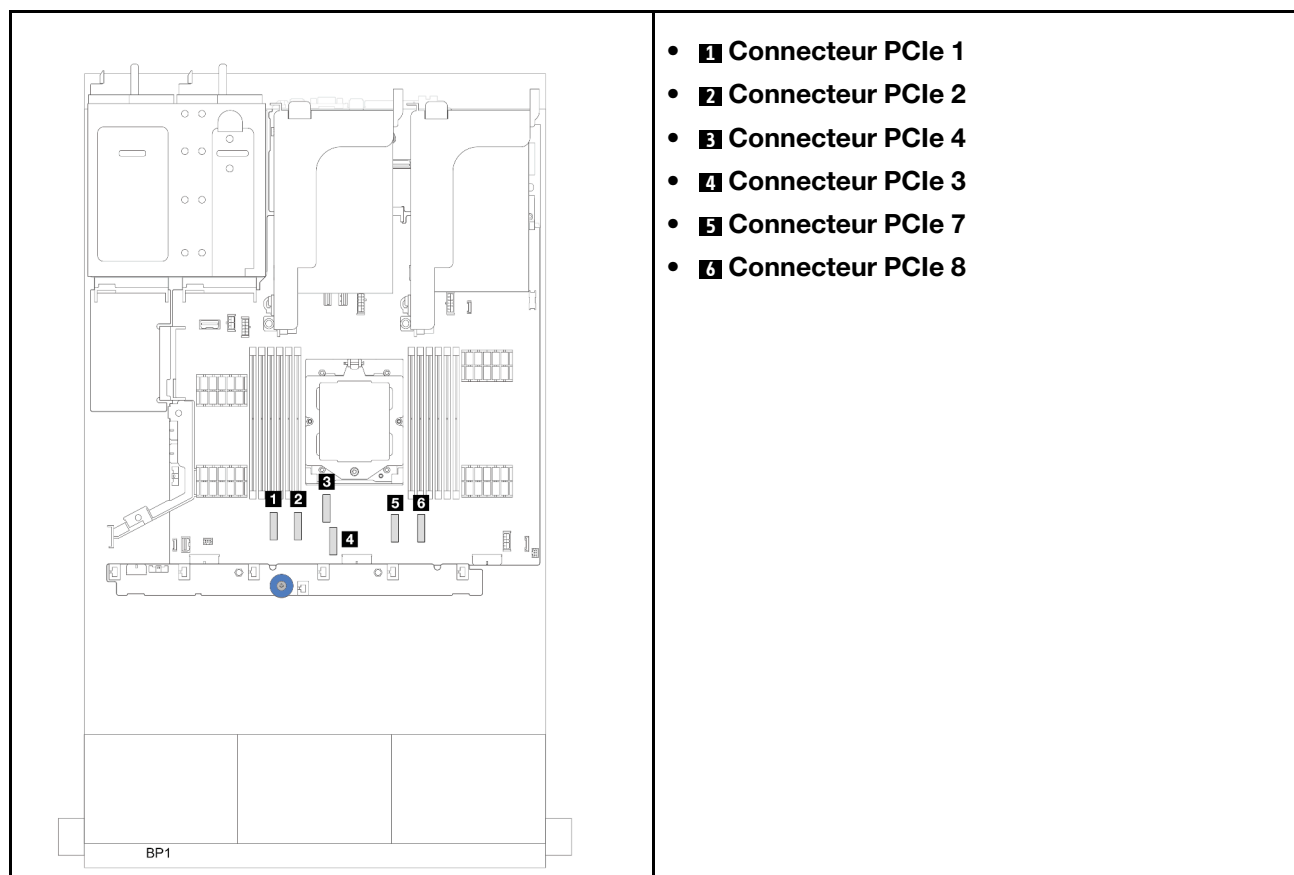 1 2 3 4 5 6
BP1
• 1 Connecteur PCIe 1
• 2 Connecteur PCIe 2
• 3 Connecteur PCIe 4
• 4 Connecteur PCIe 3
• 5 Connecteur PCIe 7
• 6 Connecteur PCIe 8